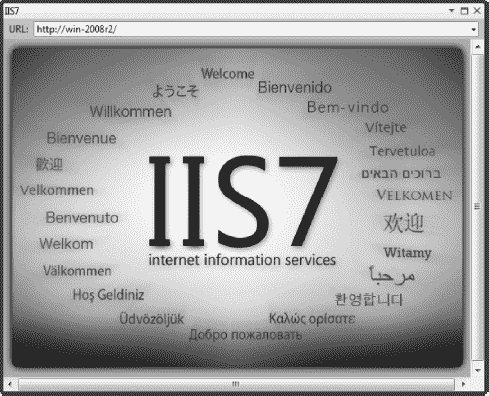 IIS7
URL: http://win-2008r2/
Welcome
ようこそ
Bienvenido
Willkommen
Bem-vindo
Bienvenue
Vítejte
歡迎
Tervetuloa
ברוכים הבאים
Velkommen
VELKOMEN
IIS7
Benvenuto
欢迎
Welkom
Witamy
internet information services
Välkommen
مرحباً
Hoş Geldiniz
환영합니다
Üdvözöljük
Καλώς ορίσατε
Добро пожаловать